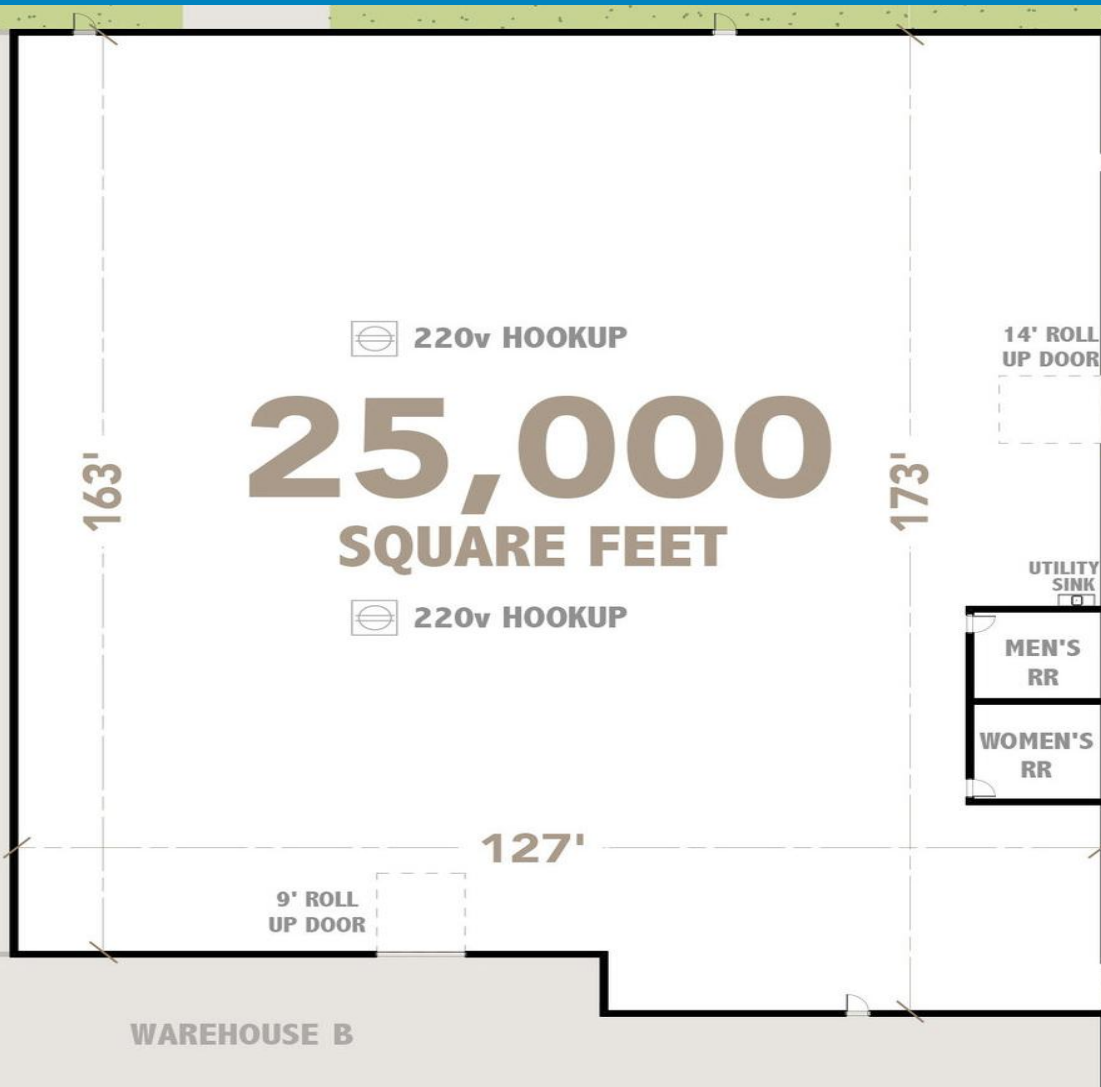 220v HOOKUP
14' ROLL
UP DOOR
25,000
163'
173'
SQUARE FEET
UTILITY
SINK
220v HOOKUP
MEN'S
RR
WOMEN'S
RR
127'
9' ROLL
UP DOOR
WAREHOUSE B